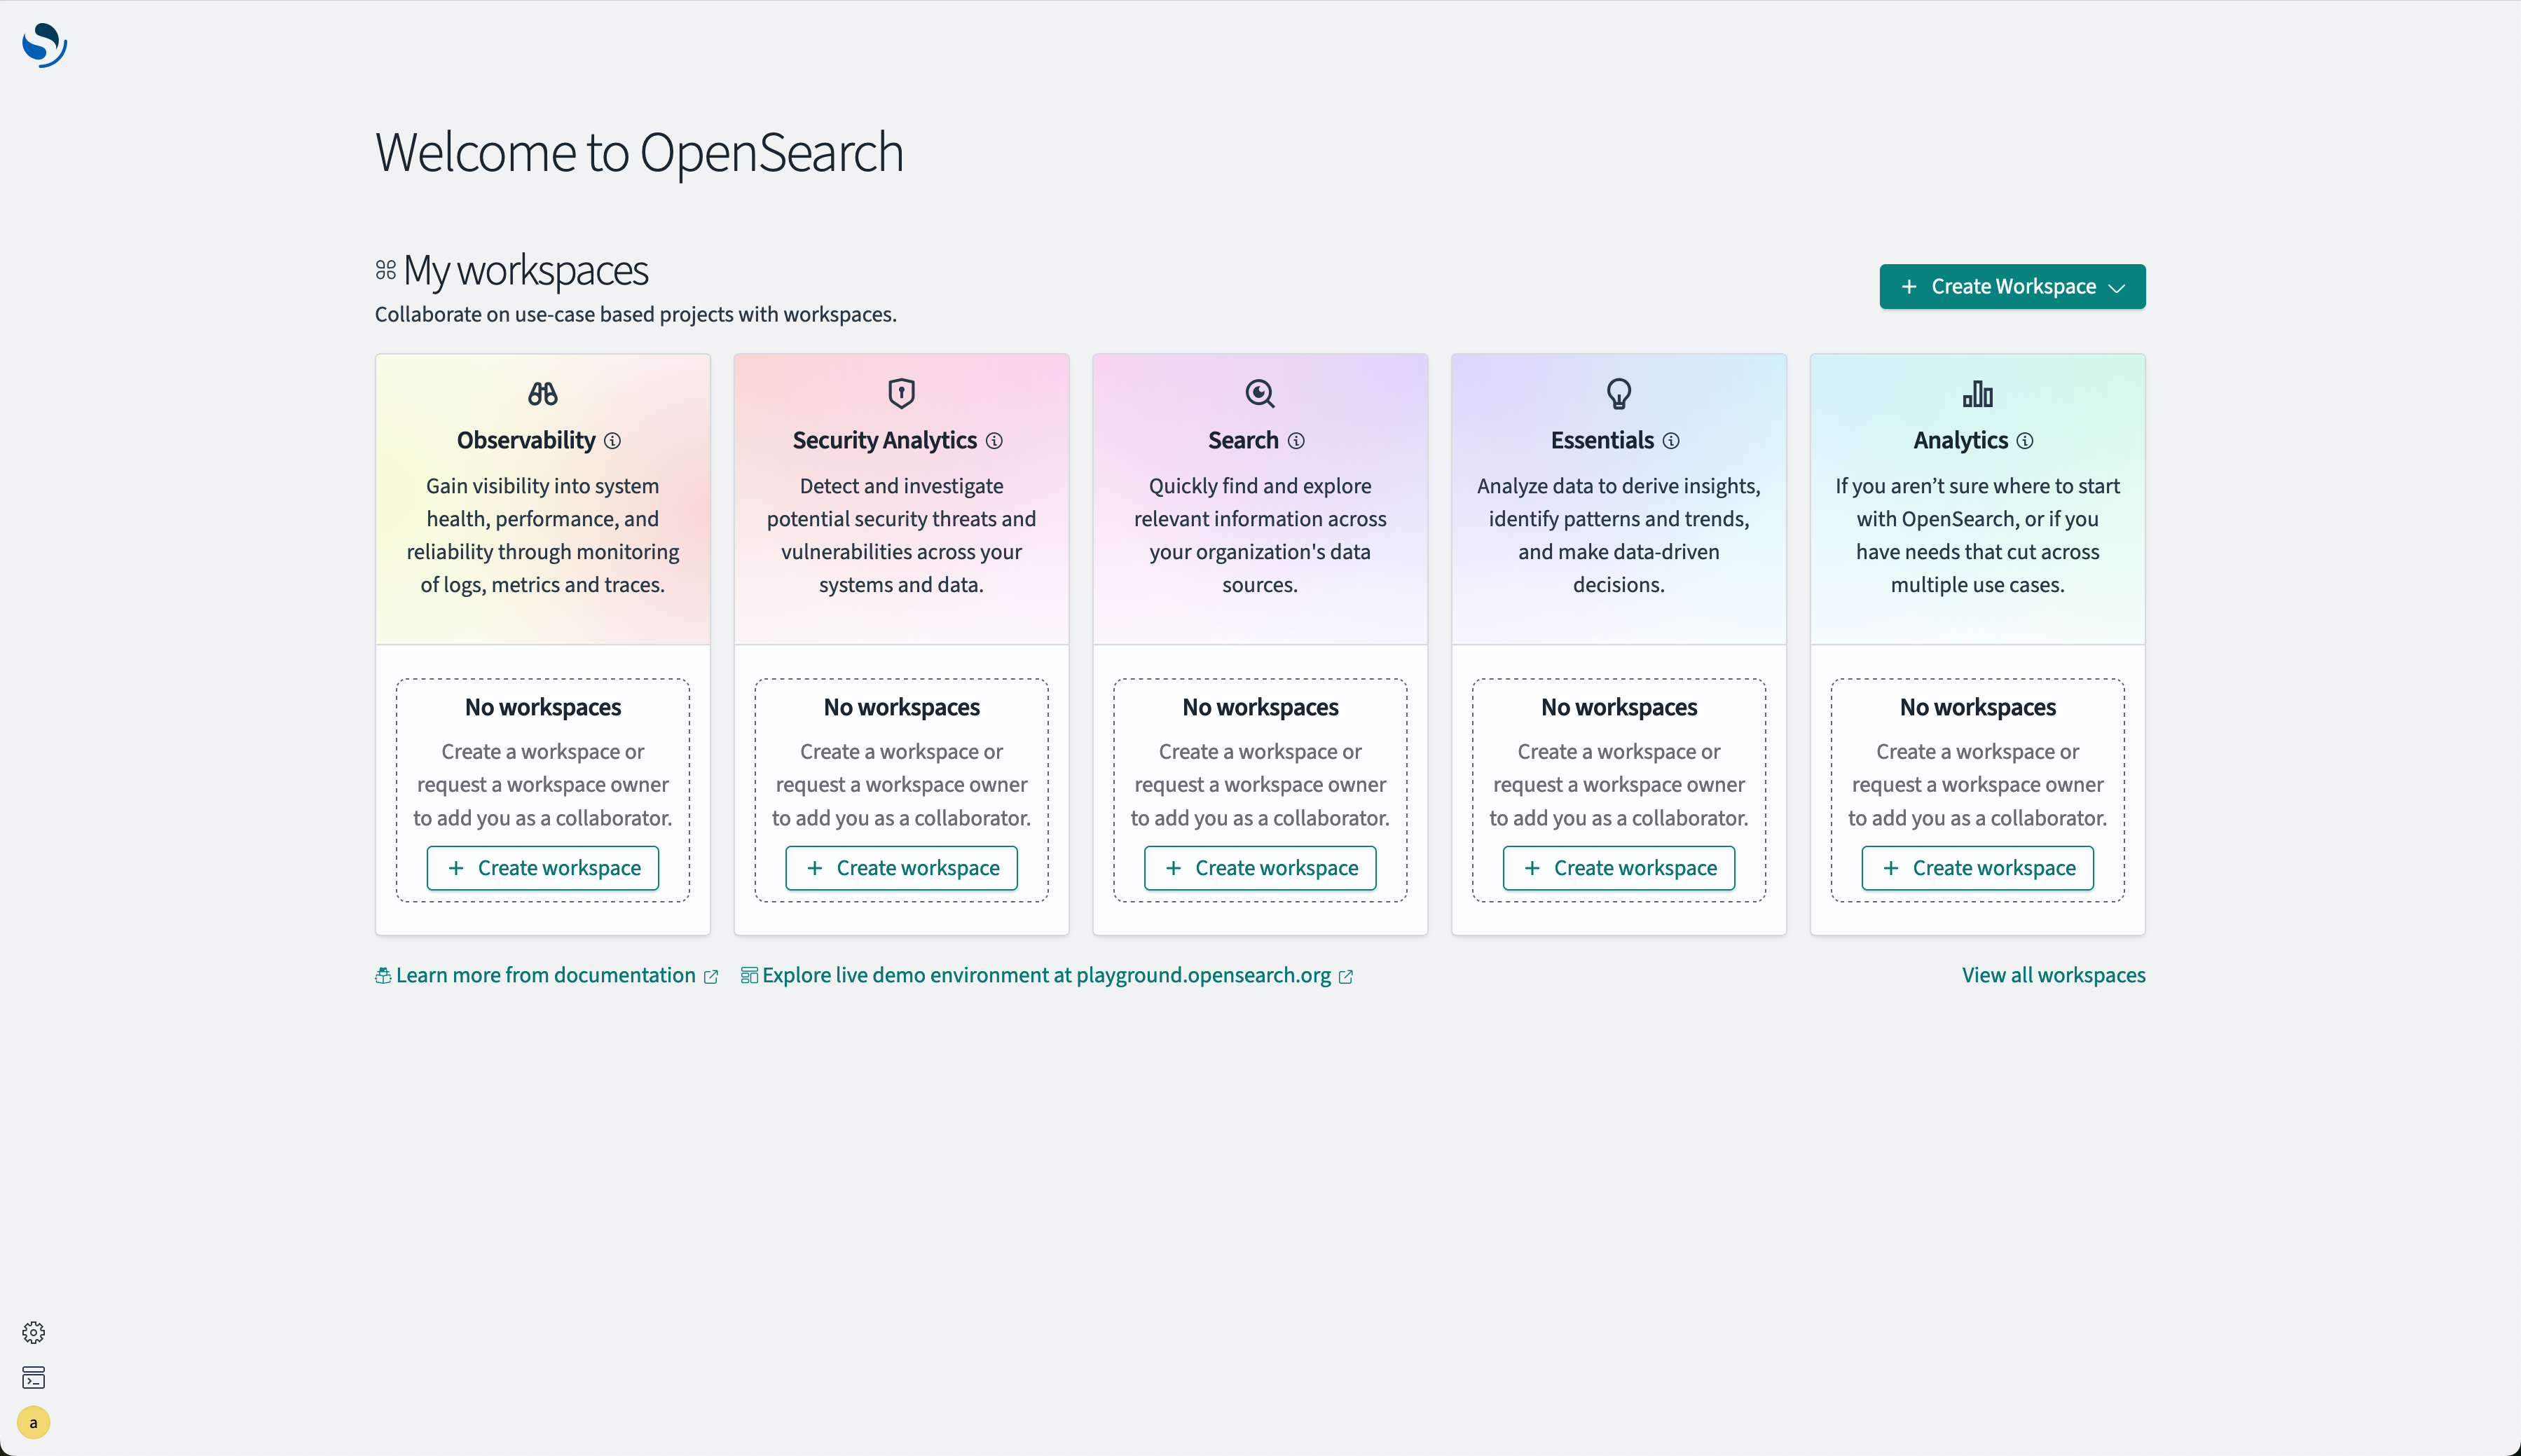 Welcome to OpenSearch
My workspaces
Collaborate on use-case based projects with workspaces.
Create Workspace
Observability
Gain visibility into system
health, performance, and
reliability through monitoring
of logs, metrics and traces.
No workspaces
Create a workspace or
request a workspace owner
to add you as a collaborator.
Create workspace
Security Analytics
Detect and investigate
potential security threats and
vulnerabilities across your
systems and data.
No workspaces
Create a workspace or
request a workspace owner
to add you as a collaborator.
Create workspace
Search
Quickly find and explore
relevant information across
your organization's data
sources.
No workspaces
Create a workspace or
request a workspace owner
to add you as a collaborator.
Create workspace
Essentials
Analyze data to derive insights,
identify patterns and trends,
and make data-driven
decisions.
No workspaces
Create a workspace or
request a workspace owner
to add you as a collaborator.
Create workspace
Analytics
If you aren’t sure where to start
with OpenSearch, or if you
have needs that cut across
multiple use cases.
No workspaces
Create a workspace or
request a workspace owner
to add you as a collaborator.
Create workspace
Learn more from documentation
Explore live demo environment at playground.opensearch.org
View all workspaces
a